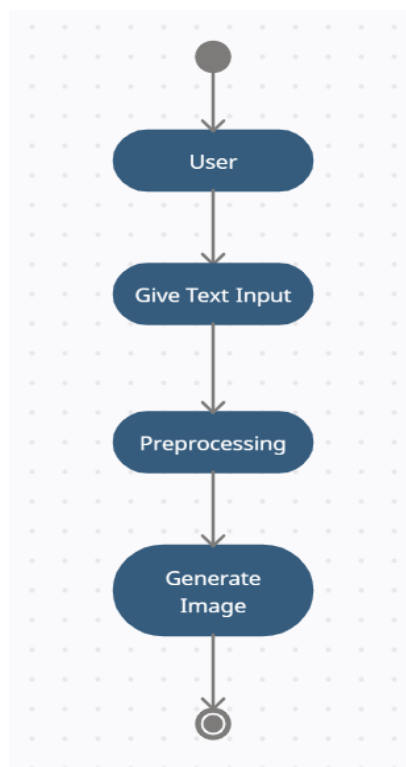 User
Give Text Input
Preprocessing
Generate
Image